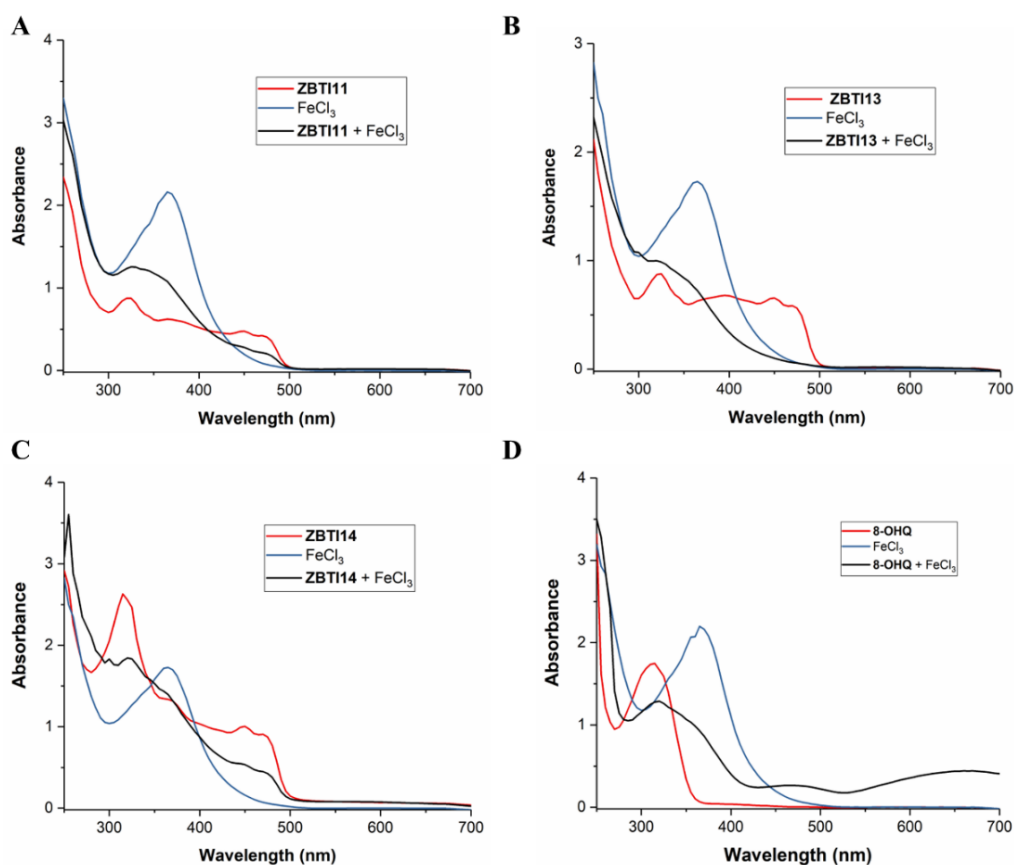 A
4
3
2
1
0
Absorbance
ZBTI11
FeCl₃
ZBTI11 + FeCl₃
300
400
500
600
700
Wavelength (nm)
B
3
2
1
0
Absorbance
ZBTI13
FeCl₃
ZBTI13 + FeCl₃
300
400
500
600
700
Wavelength (nm)
C
4
3
2
1
0
Absorbance
ZBTI14
FeCl₃
ZBTI14 + FeCl₃
300
400
500
600
700
Wavelength (nm)
D
4
3
2
1
0
Absorbance
8-OHQ
FeCl₃
8-OHQ + FeCl₃
300
400
500
600
700
Wavelength (nm)